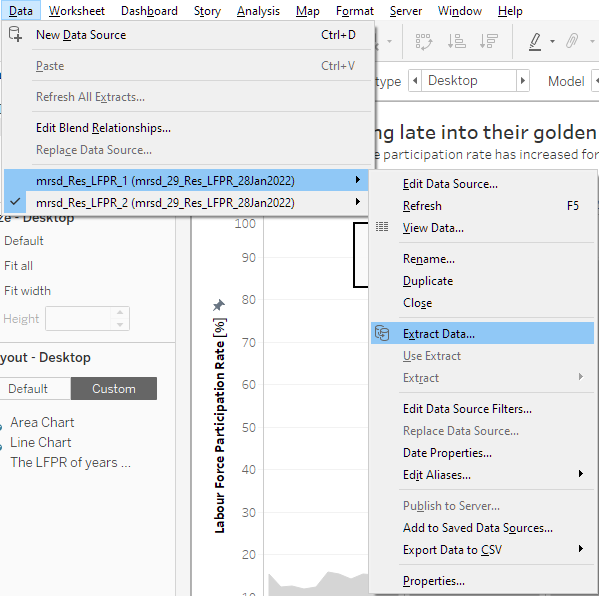 Data Worksheet Dashboard Story Analysis Map Format Server Window Help
New Data Source Ctrl+D
Paste Ctrl+V
Refresh All Extracts...
Edit Blend Relationships...
Replace Data Source...
mrsd_Res_LFPR_1 (mrsd_29_Res_LFPR_28Jan2022)
mrsd_Res_LFPR_2 (mrsd_29_Res_LFPR_28Jan2022)
type Desktop Model
ng late into their golden
e participation rate has increased for
Edit Data Source...
Refresh F5
View Data...
Rename...
Duplicate
Close
Extract Data...
Use Extract
Extract
Edit Data Source Filters...
Replace Data Source...
Date Properties...
Edit Aliases...
Publish to Server...
Add to Saved Data Sources...
Export Data to CSV
Properties...
ze - Desktop
Default
Fit all
Fit width
Height
yout - Desktop
Default Custom
Area Chart
Line Chart
The LFPR of years ...
Labour Force Participation Rate [%]
100
90
80
70
60
50
40
30
20
10